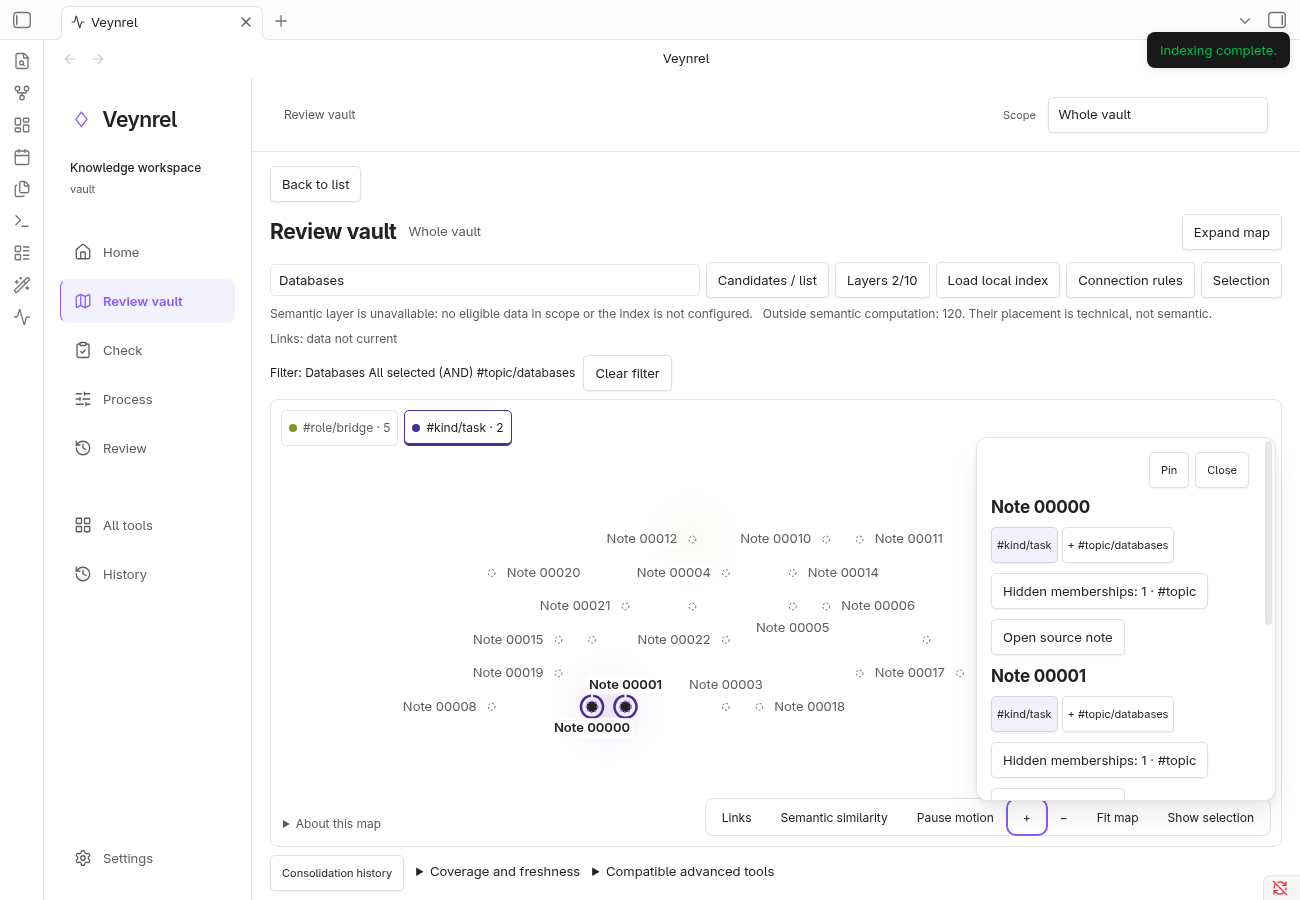 Veynrel
Veynrel
Indexing complete.
Veynrel
Knowledge workspace
vault
Home
Review vault
Check
Process
Review
All tools
History
Settings
Review vault
Scope
Whole vault
Back to list
Review vault
Whole vault
Expand map
Databases
Candidates / list
Layers 2/10
Load local index
Connection rules
Selection
Semantic layer is unavailable: no eligible data in scope or the index is not configured. Outside semantic computation: 120. Their placement is technical, not semantic.
Links: data not current
Filter: Databases All selected (AND) #topic/databases
Clear filter
#role/bridge · 5
#kind/task · 2
Note 00012
Note 00010
Note 00011
Note 00020
Note 00004
Note 00014
Note 00021
Note 00006
Note 00005
Note 00015
Note 00022
Note 00019
Note 00017
Note 00001
Note 00003
Note 00008
Note 00018
Note 00000
Pin
Close
Note 00000
#kind/task
+ #topic/databases
Hidden memberships: 1 · #topic
Open source note
Note 00001
#kind/task
+ #topic/databases
Hidden memberships: 1 · #topic
About this map
Links
Semantic similarity
Pause motion
+
−
Fit map
Show selection
Consolidation history
Coverage and freshness
Compatible advanced tools